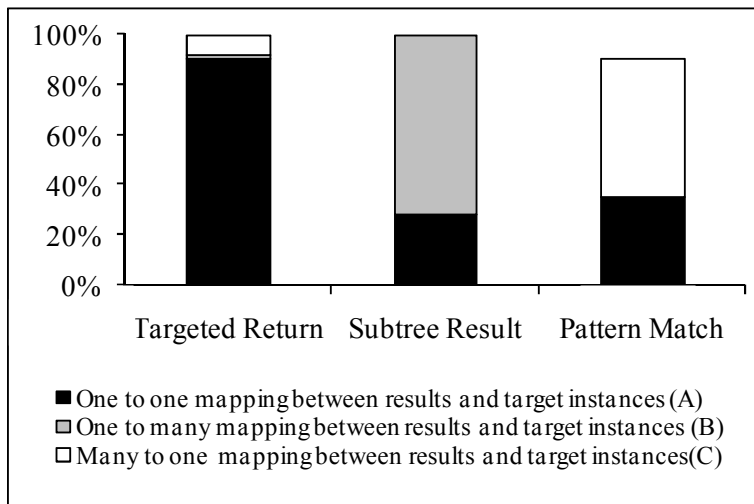 100%
80%
60%
40%
20%
0%
Targeted Return Subtree Result Pattern Match
One to one mapping between results and target instances (A)
One to many mapping between results and target instances (B)
Many to one mapping between results and target instances(C)